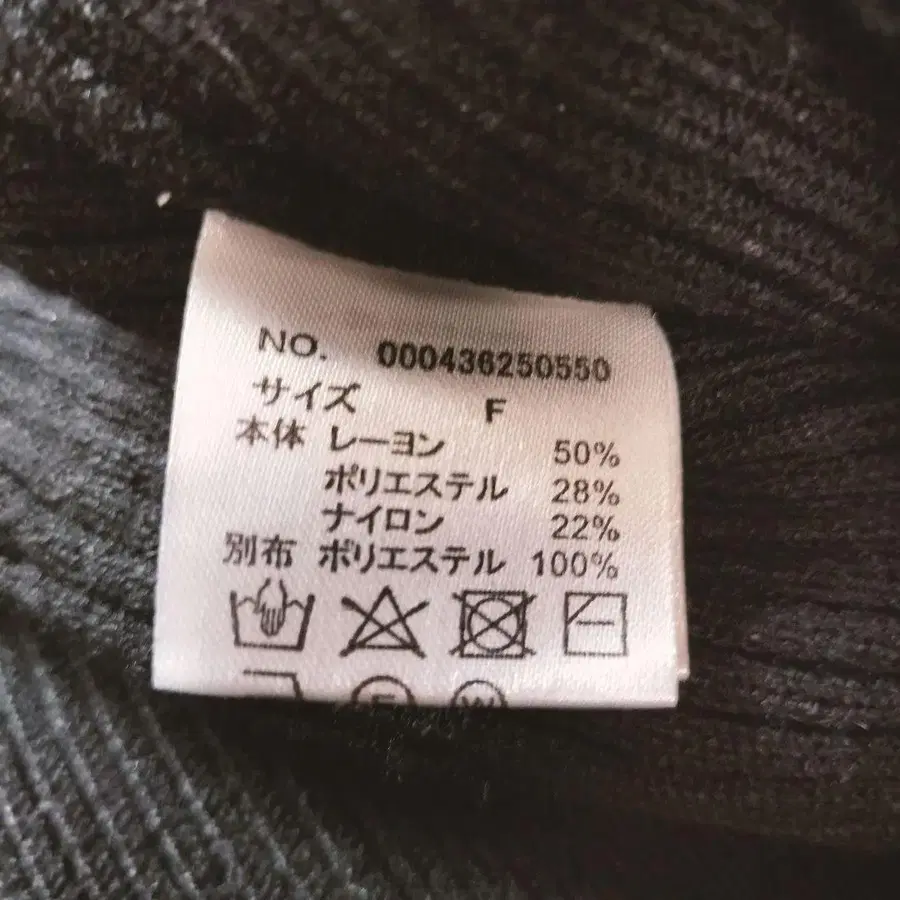 NO. 000436250550
サイズ F
本体 レーヨン 50%
ポリエステル 28%
ナイロン 22%
別布 ポリエステル 100%